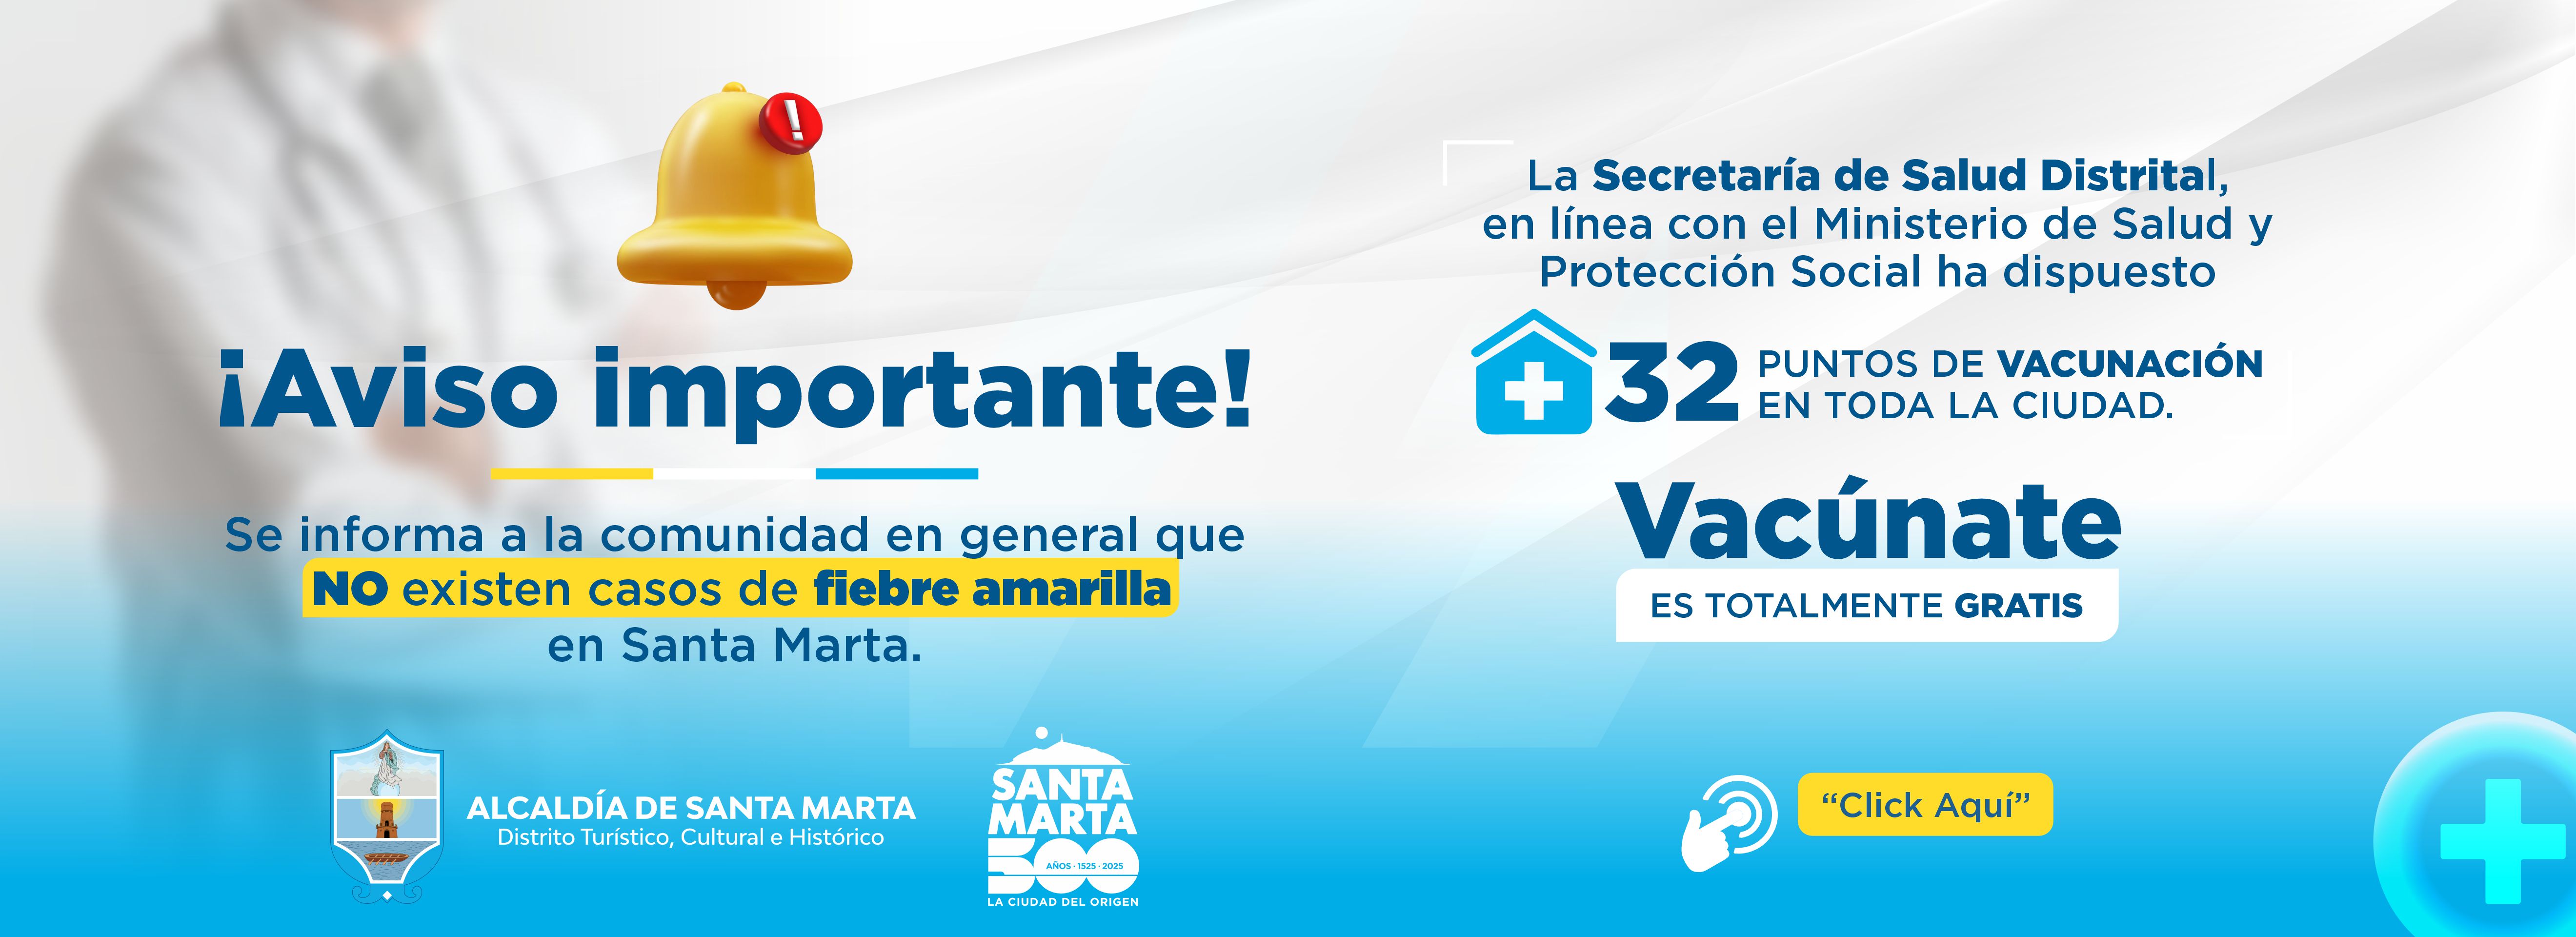 !
¡Aviso importante!
Se informa a la comunidad en general que
NO existen casos de fiebre amarilla
en Santa Marta.
ALCALDÍA DE SANTA MARTA
Distrito Turístico, Cultural e Histórico
SANTA
MARTA
500
AÑOS · 1525 · 2025
LA CIUDAD DEL ORIGEN
La Secretaría de Salud Distrital,
en línea con el Ministerio de Salud y
Protección Social ha dispuesto
32 PUNTOS DE VACUNACIÓN
EN TODA LA CIUDAD.
Vacúnate
ES TOTALMENTE GRATIS
“Click Aquí”